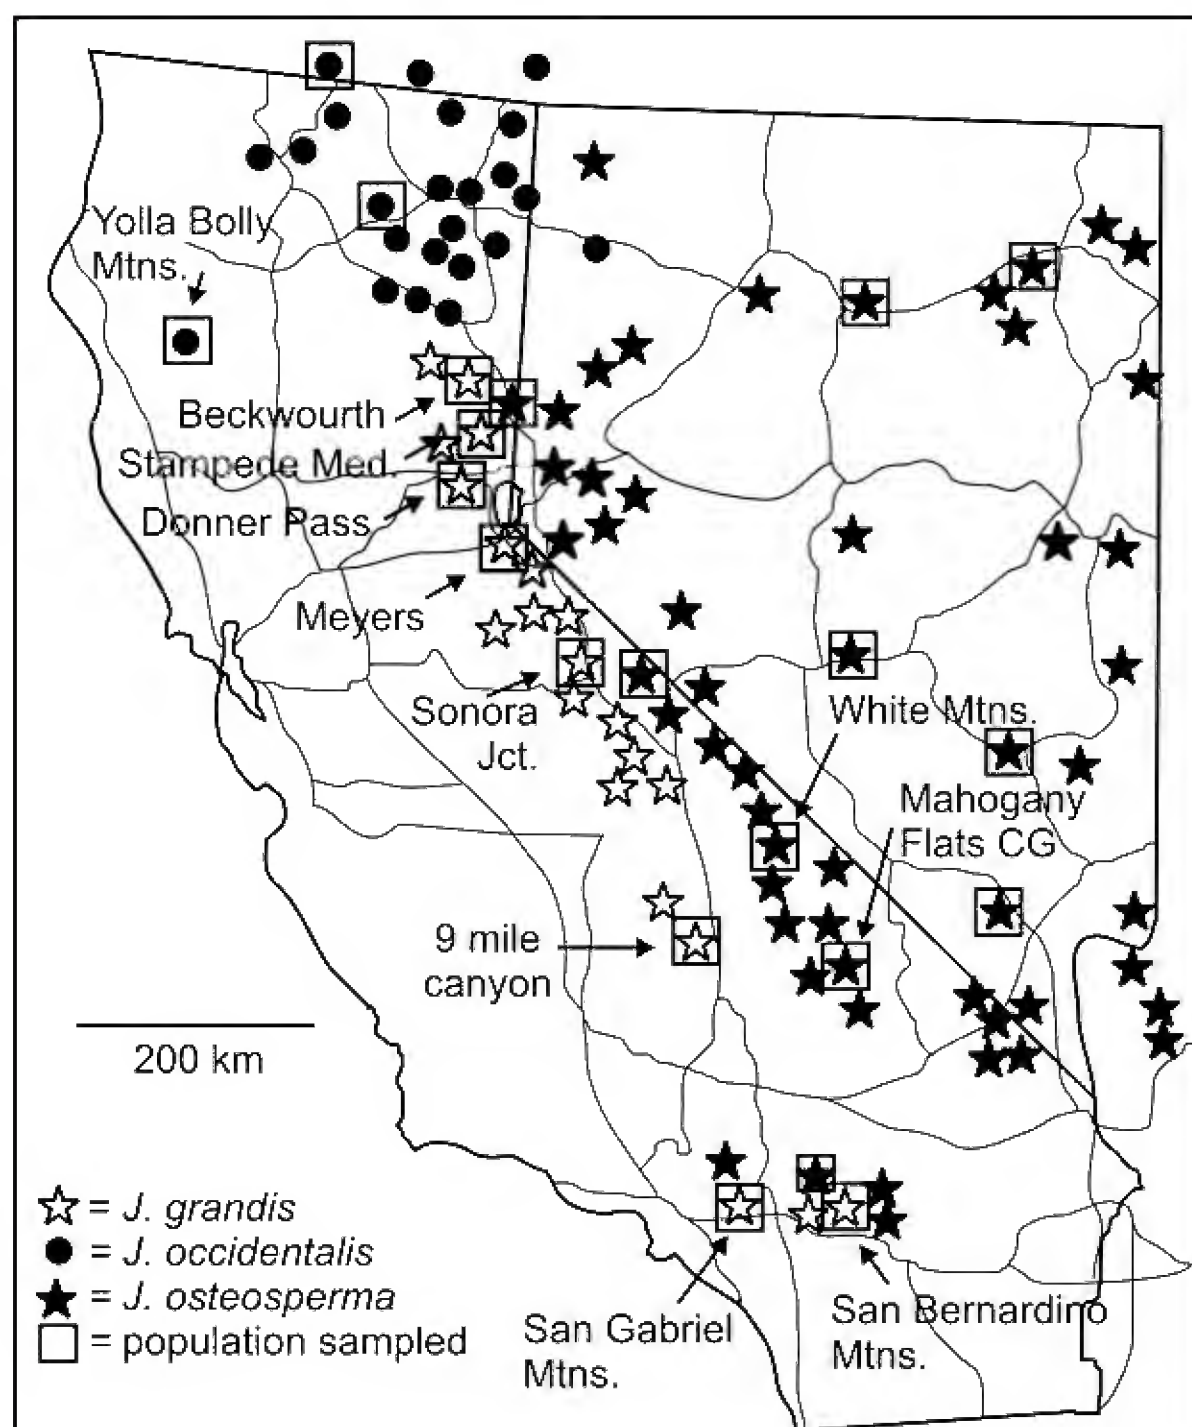 Yolla Bolly
Mtns.
Beckwourth
Stampede Med.
Donner Pass
Meyers
Sonora
Jct.
White Mtns.
Mahogany
Flats CG
9 mile
canyon
200 km
☆ = J. grandis
● = J. occidentalis
★ = J. osteosperma
□ = population sampled
San Gabriel
Mtns.
San Bernardino
Mtns.